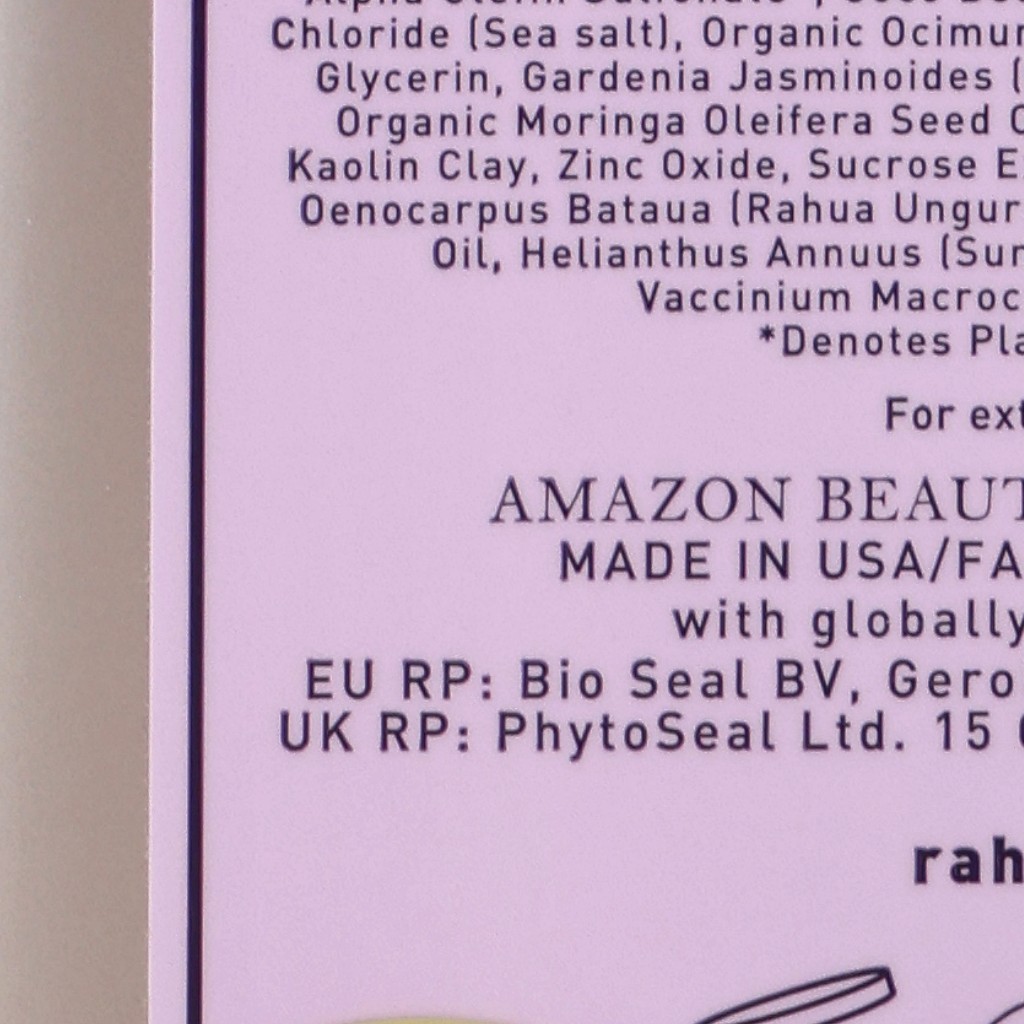 Chloride (Sea salt), Organic Ocimu
Glycerin, Gardenia Jasminoides (
Organic Moringa Oleifera Seed
Kaolin Clay, Zinc Oxide, Sucrose E
Oenocarpus Bataua (Rahua Ungur
Oil, Helianthus Annuus (Sun
Vaccinium Macroc
*Denotes Pla
For ext
AMAZON BEAUT
MADE IN USA/FA
with globally
EU RP: Bio Seal BV, Gero
UK RP: PhytoSeal Ltd. 15
rah